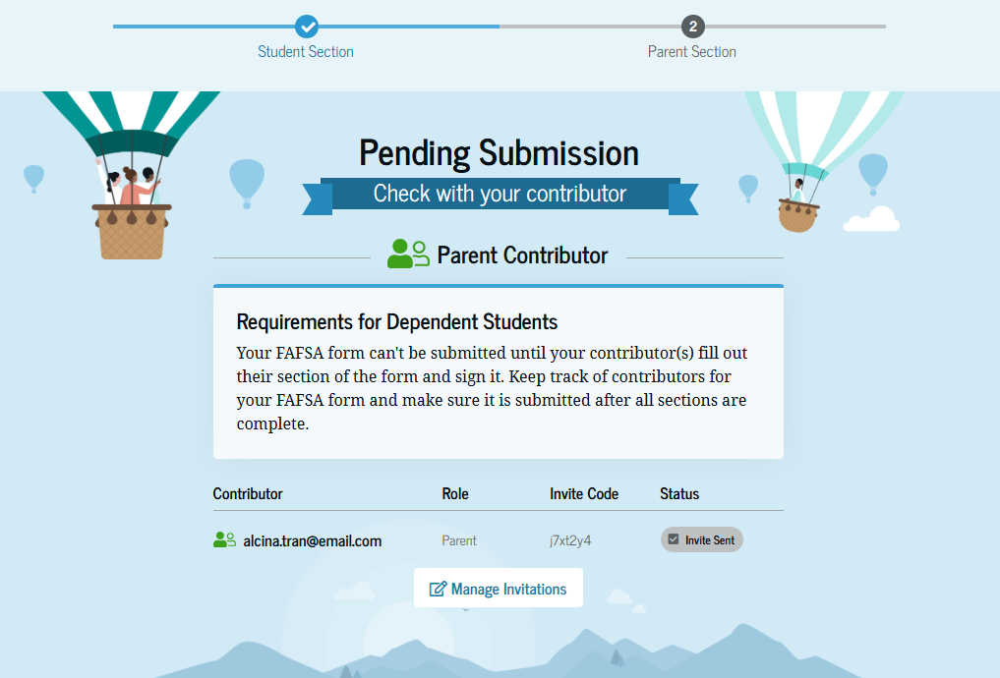 2
Student Section
Parent Section
Pending Submission
Check with your contributor
Parent Contributor
Requirements for Dependent Students
Your FAFSA form can't be submitted until your contributor(s) fill out
their section of the form and sign it. Keep track of contributors for
your FAFSA form and make sure it is submitted after all sections are
complete.
Contributor Role Invite Code Status
alcina.tran@email.com Parent j7xt2y4 Invite Sent
Manage Invitations